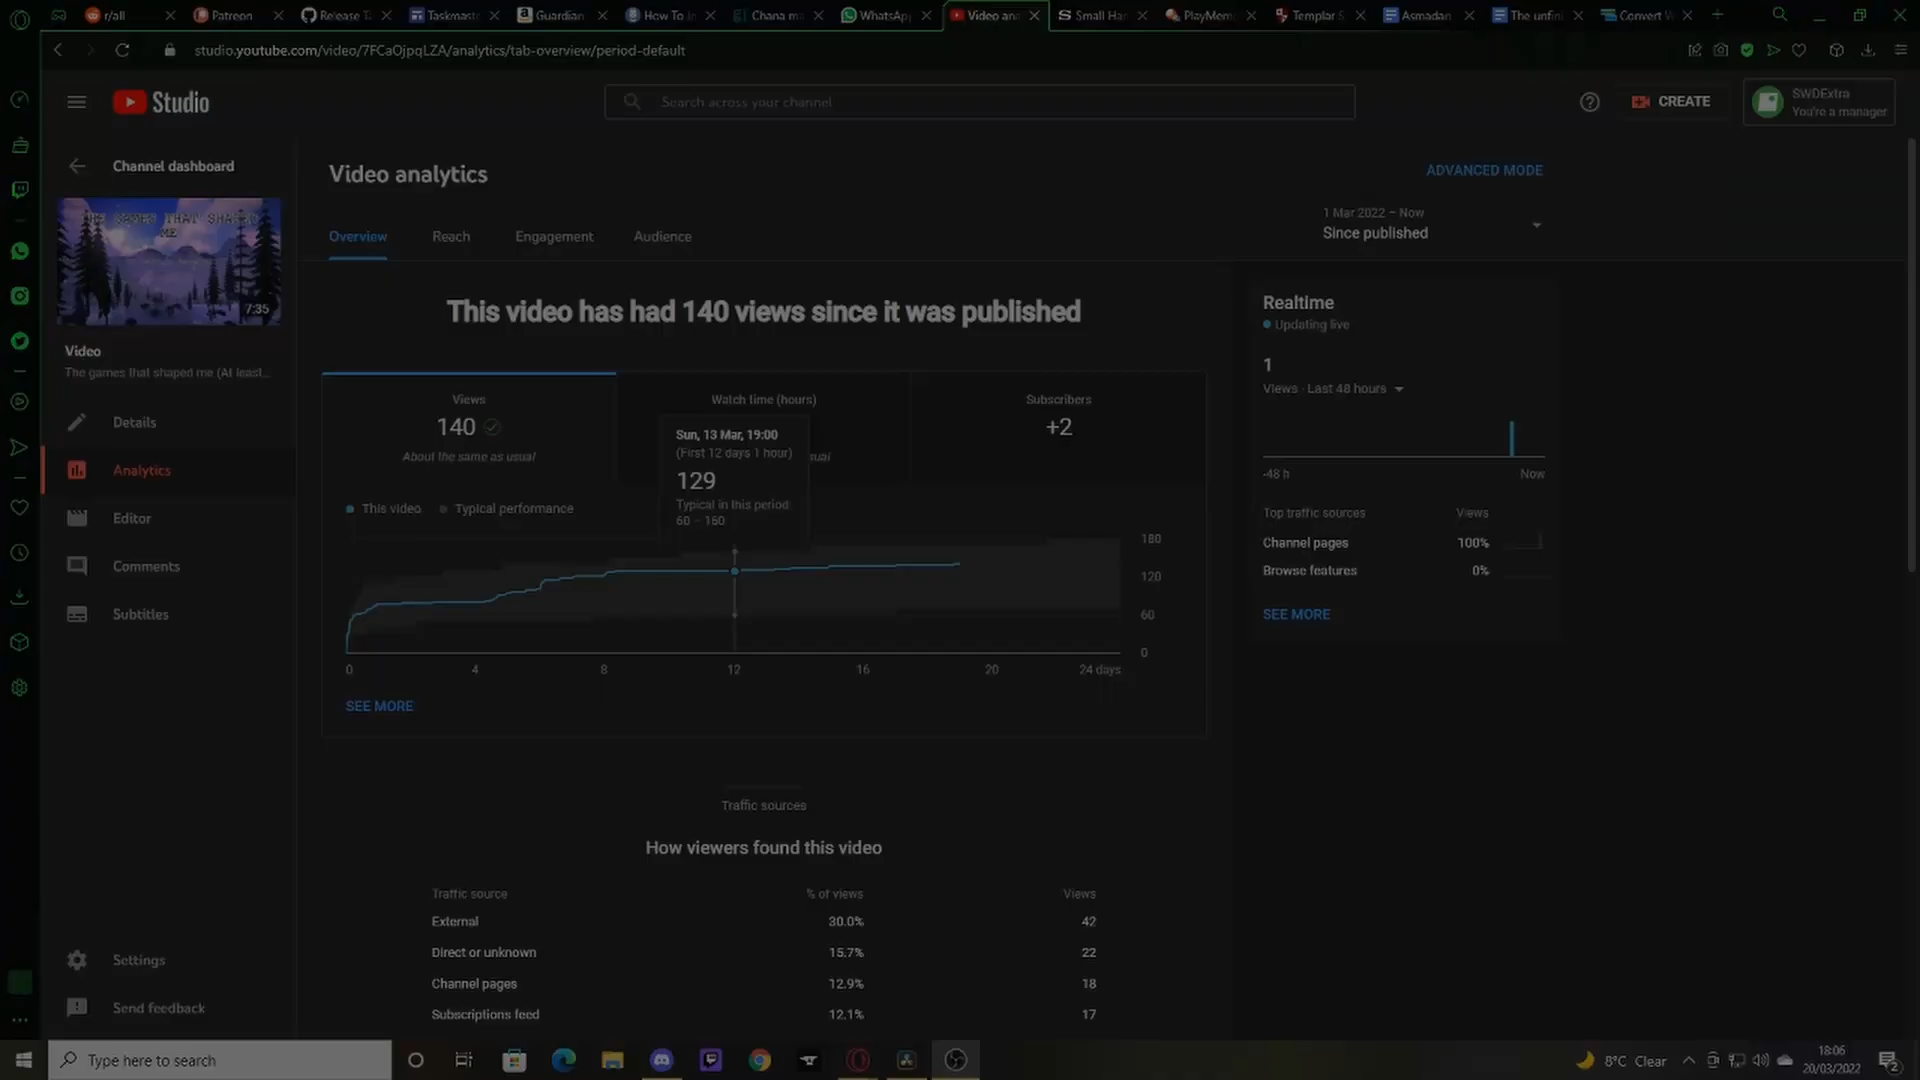 r/all
Patreon
Release
Taskmast
Guardian
How To
Chana
WhatsApp
Video an
Small Har
PlayMem
Templar S
Asmadan
The unfi
Convert
studio.youtube.com/video/7FCaOjpqLZA/analytics/tab-overview/period-default
Studio
Search across your channel
CREATE
SWDExtra
You're a manager
Channel dashboard
Video analytics
ADVANCED MODE
1 Mar 2022 – Now
Since published
THE GAMES THAT SHAPED
ME
7:35
Overview
Reach
Engagement
Audience
Video
The games that shaped me (At least...
Details
Analytics
Editor
Comments
Subtitles
Settings
Send feedback
This video has had 140 views since it was published
Views
140
About the same as usual
Watch time (hours)
Sun, 13 Mar, 19:00
(First 12 days 1 hour)
129
Typical in this period:
60 – 160
Subscribers
+2
This video
Typical performance
180
120
60
0
0 4 8 12 16 20 24 days
SEE MORE
Realtime
Updating live
1
Views · Last 48 hours
-48 h
Now
Top traffic sources
Views
Channel pages 100%
Browse features 0%
SEE MORE
Traffic sources
How viewers found this video
Traffic source % of views Views
External 30.0% 42
Direct or unknown 15.7% 22
Channel pages 12.9% 18
Subscriptions feed 12.1% 17
Type here to search
8°C Clear
18:06
20/03/2022
2